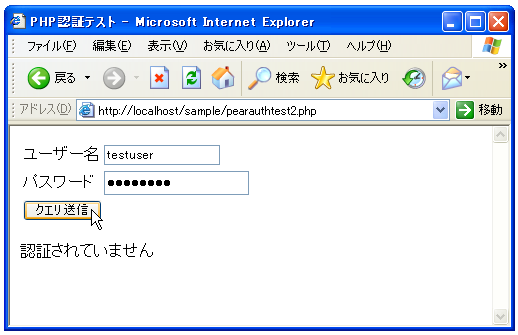 PHP認証テスト - Microsoft Internet Explorer
ファイル(F) 編集(E) 表示(V) お気に入り(A) ツール(T) ヘルプ(H)
戻る 検索 お気に入り
アドレス(D) http://localhost/sample/pearauthtest2.php 移動
ユーザー名 testuser
パスワード ●●●●●●●●
クエリ送信
認証されていません